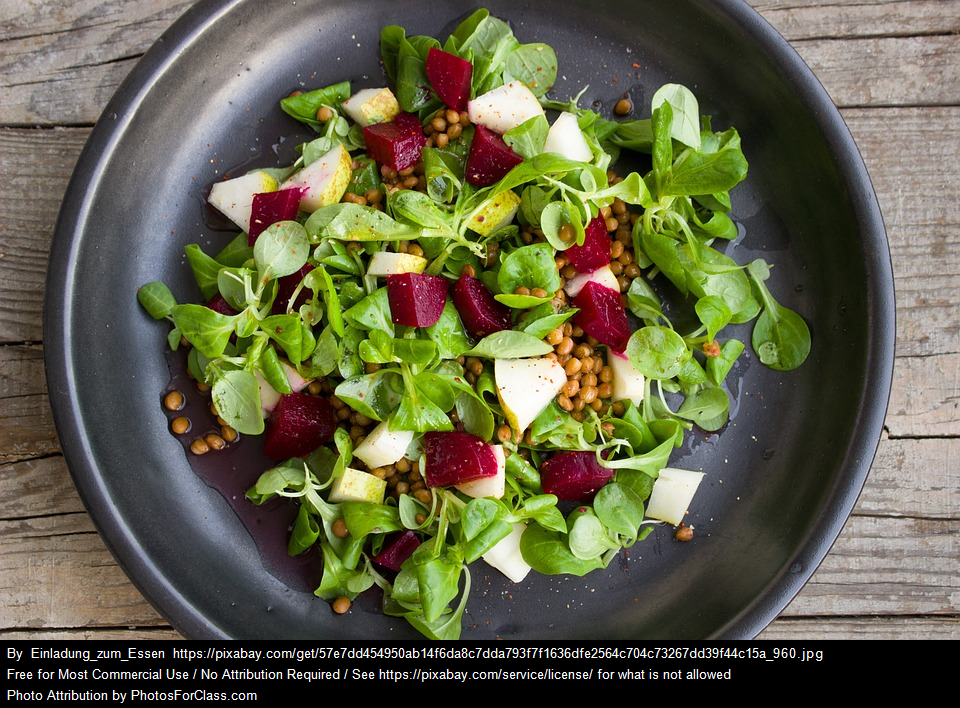 By Einladung_zum_Essen https://pixabay.com/get/57e7dd454950ab14f6da8c7dda793f7f1636dfe2564c704c73267dd39f44c15a_960.jpg
Free for Most Commercial Use / No Attribution Required / See https://pixabay.com/service/license/ for what is not allowed
Photo Attribution by PhotosForClass.com